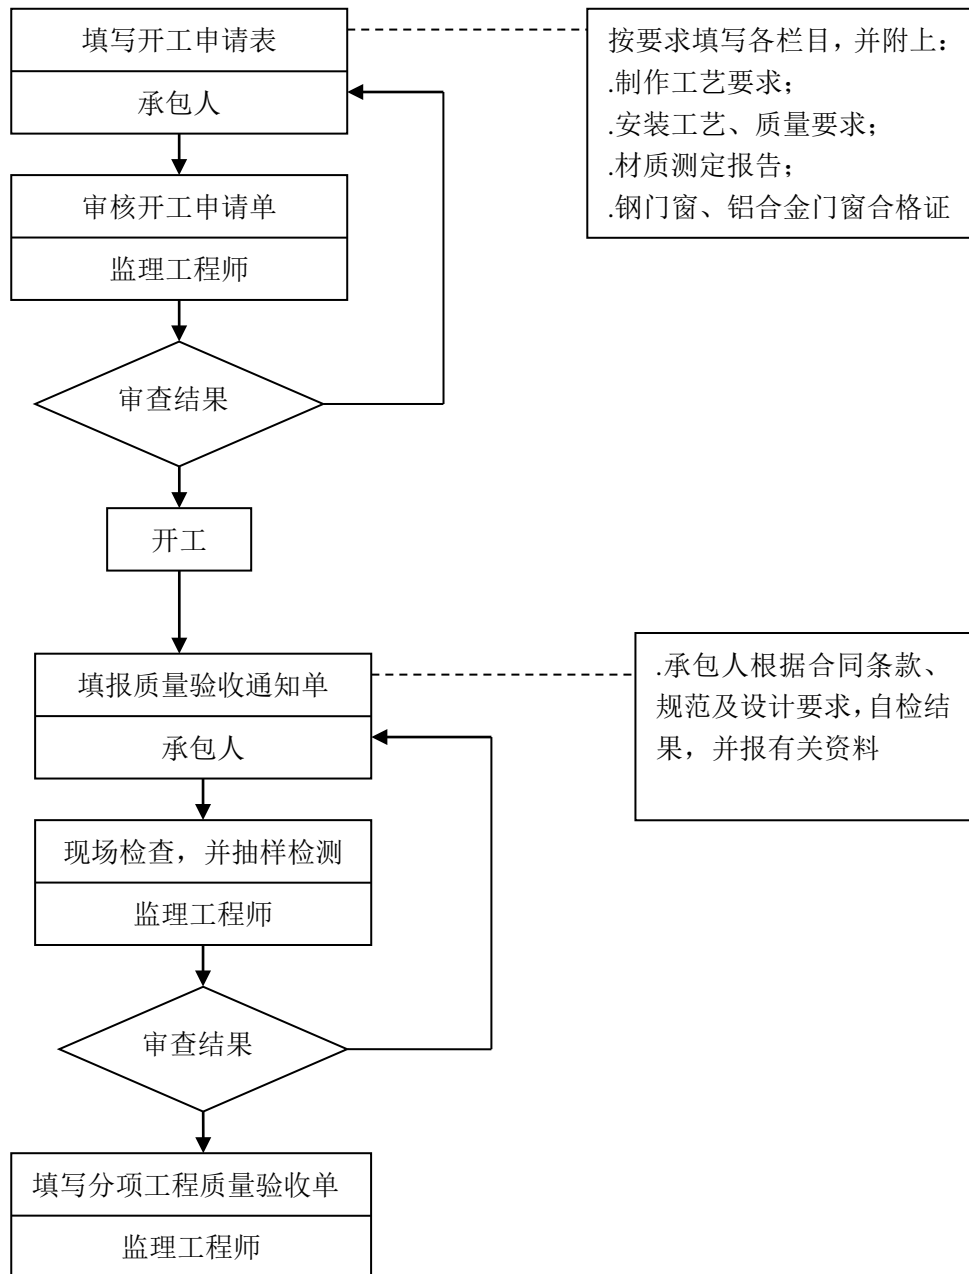 填写开工申请表
承包人
按要求填写各栏目，并附上：
.制作工艺要求；
.安装工艺、质量要求；
.材质测定报告；
.钢门窗、铝合金门窗合格证
审核开工申请单
监理工程师
审查结果
开工
填报质量验收通知单
承包人
.承包人根据合同条款、
规范及设计要求，自检结
果，并报有关资料
现场检查，并抽样检测
监理工程师
审查结果
填写分项工程质量验收单
监理工程师